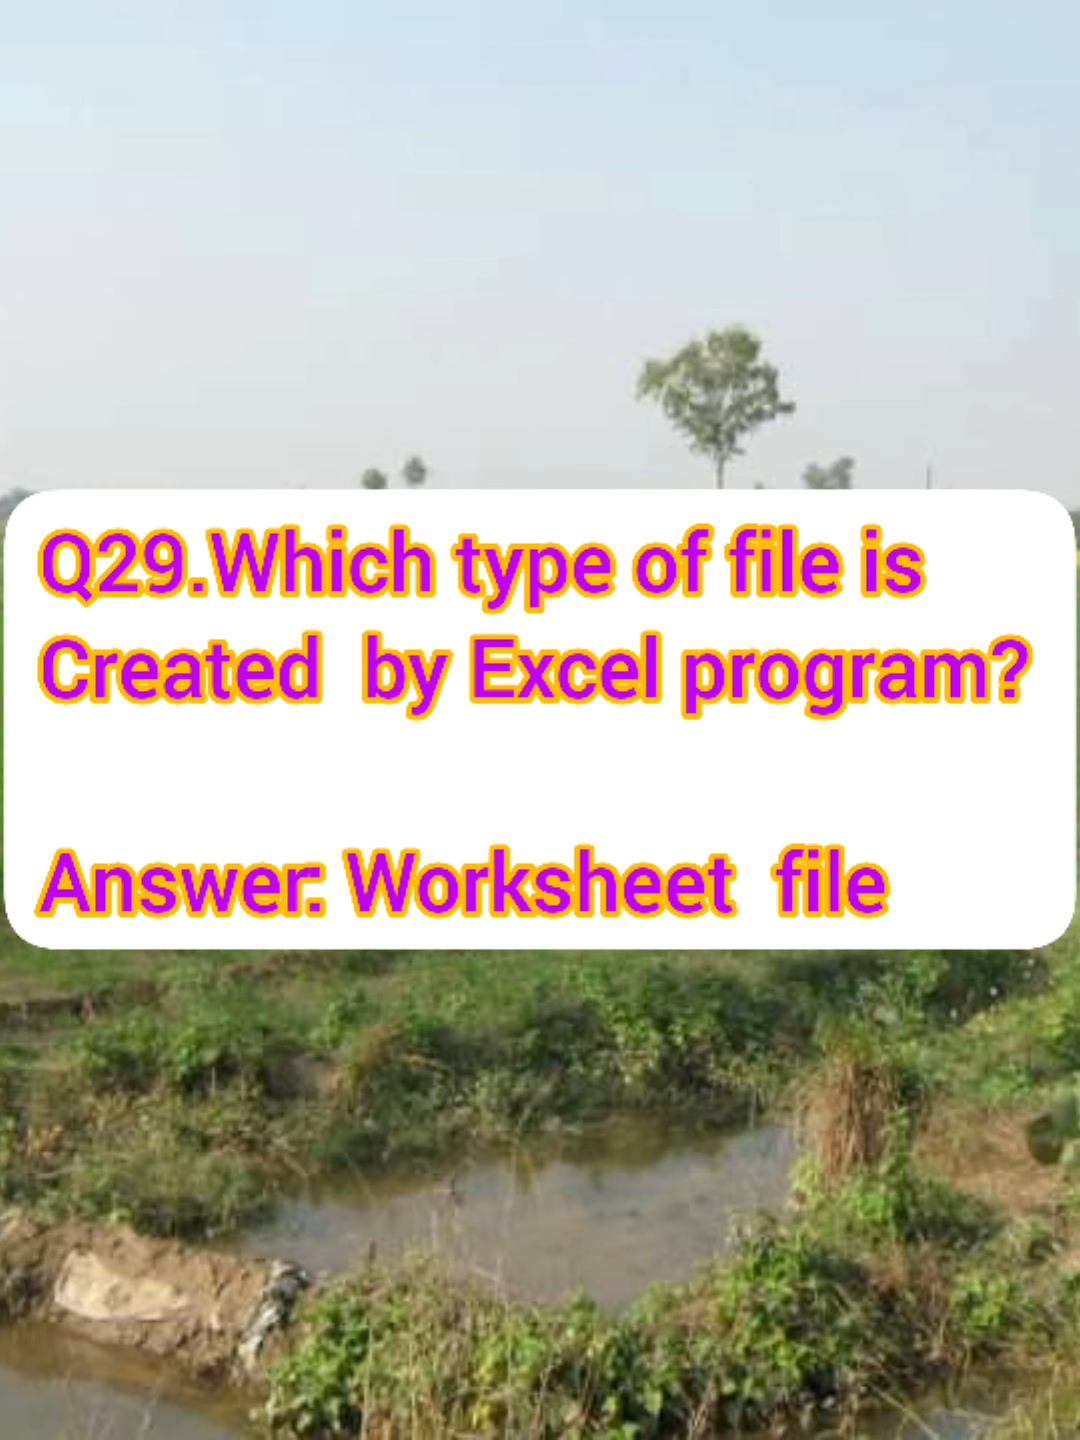 Q29.Which type of file is
Created  by Excel program?
Answer: Worksheet  file